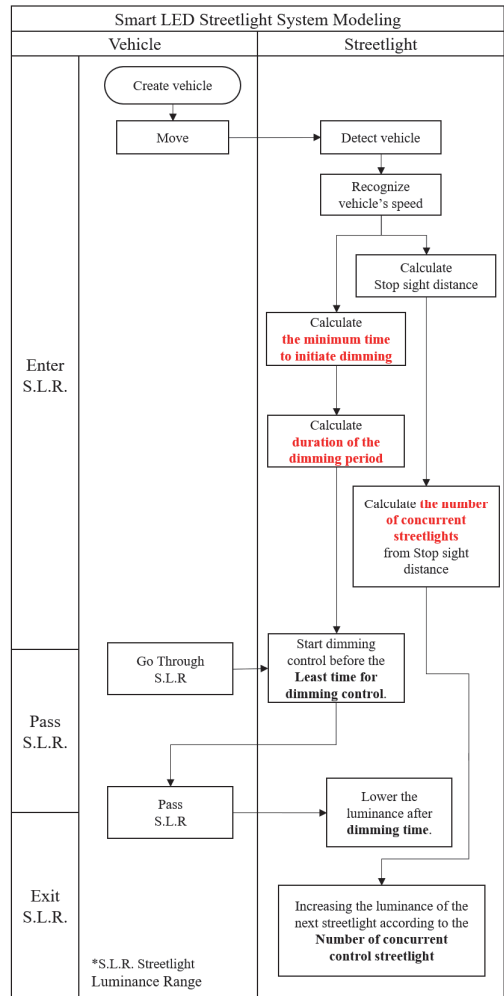 Smart LED Streetlight System Modeling
Vehicle
Streetlight
Create vehicle
Move
Detect vehicle
Recognize
vehicle's speed
Calculate
Stop sight distance
Calculate
the minimum time
to initiate dimming
Enter
S.L.R.
Calculate
duration of the
dimming period
Calculate the number
of concurrent
streetlights
from Stop sight
distance
Go Through
S.L.R
Start dimming
control before the
Least time for
dimming control.
Pass
S.L.R.
Pass
S.L.R
Lower the
luminance after
dimming time.
Exit
S.L.R.
Increasing the luminance of the
next streetlight according to the
Number of concurrent
control streetlight
*S.L.R. Streetlight
Luminance Range